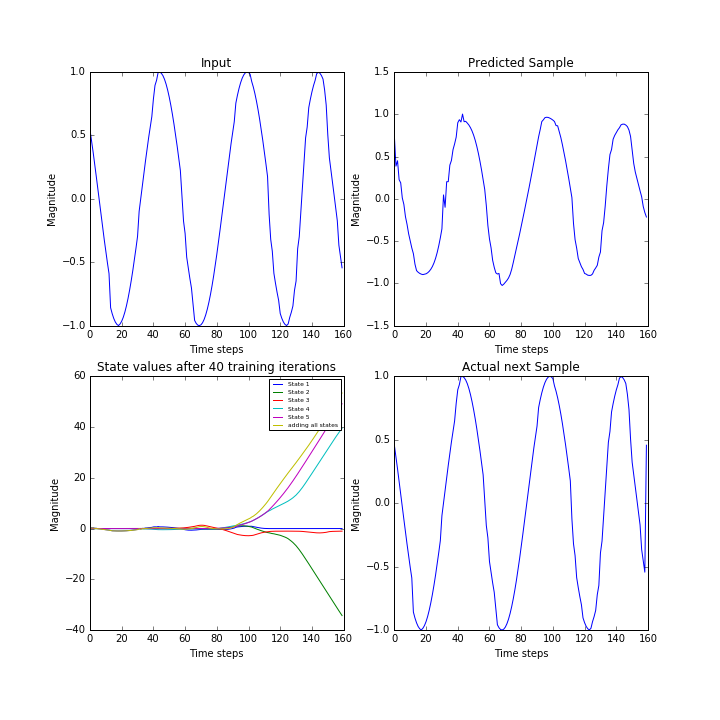 Input
Magnitude
1.0
0.5
0.0
−0.5
−1.0
0 20 40 60 80 100 120 140 160
Time steps
Predicted Sample
Magnitude
1.5
1.0
0.5
0.0
−0.5
−1.0
−1.5
0 20 40 60 80 100 120 140 160
Time steps
State values after 40 training iterations
Magnitude
60
40
20
0
−20
−40
0 20 40 60 80 100 120 140 160
Time steps
State 1
State 2
State 3
State 4
State 5
adding all states
Actual next Sample
Magnitude
1.0
0.5
0.0
−0.5
−1.0
0 20 40 60 80 100 120 140 160
Time steps